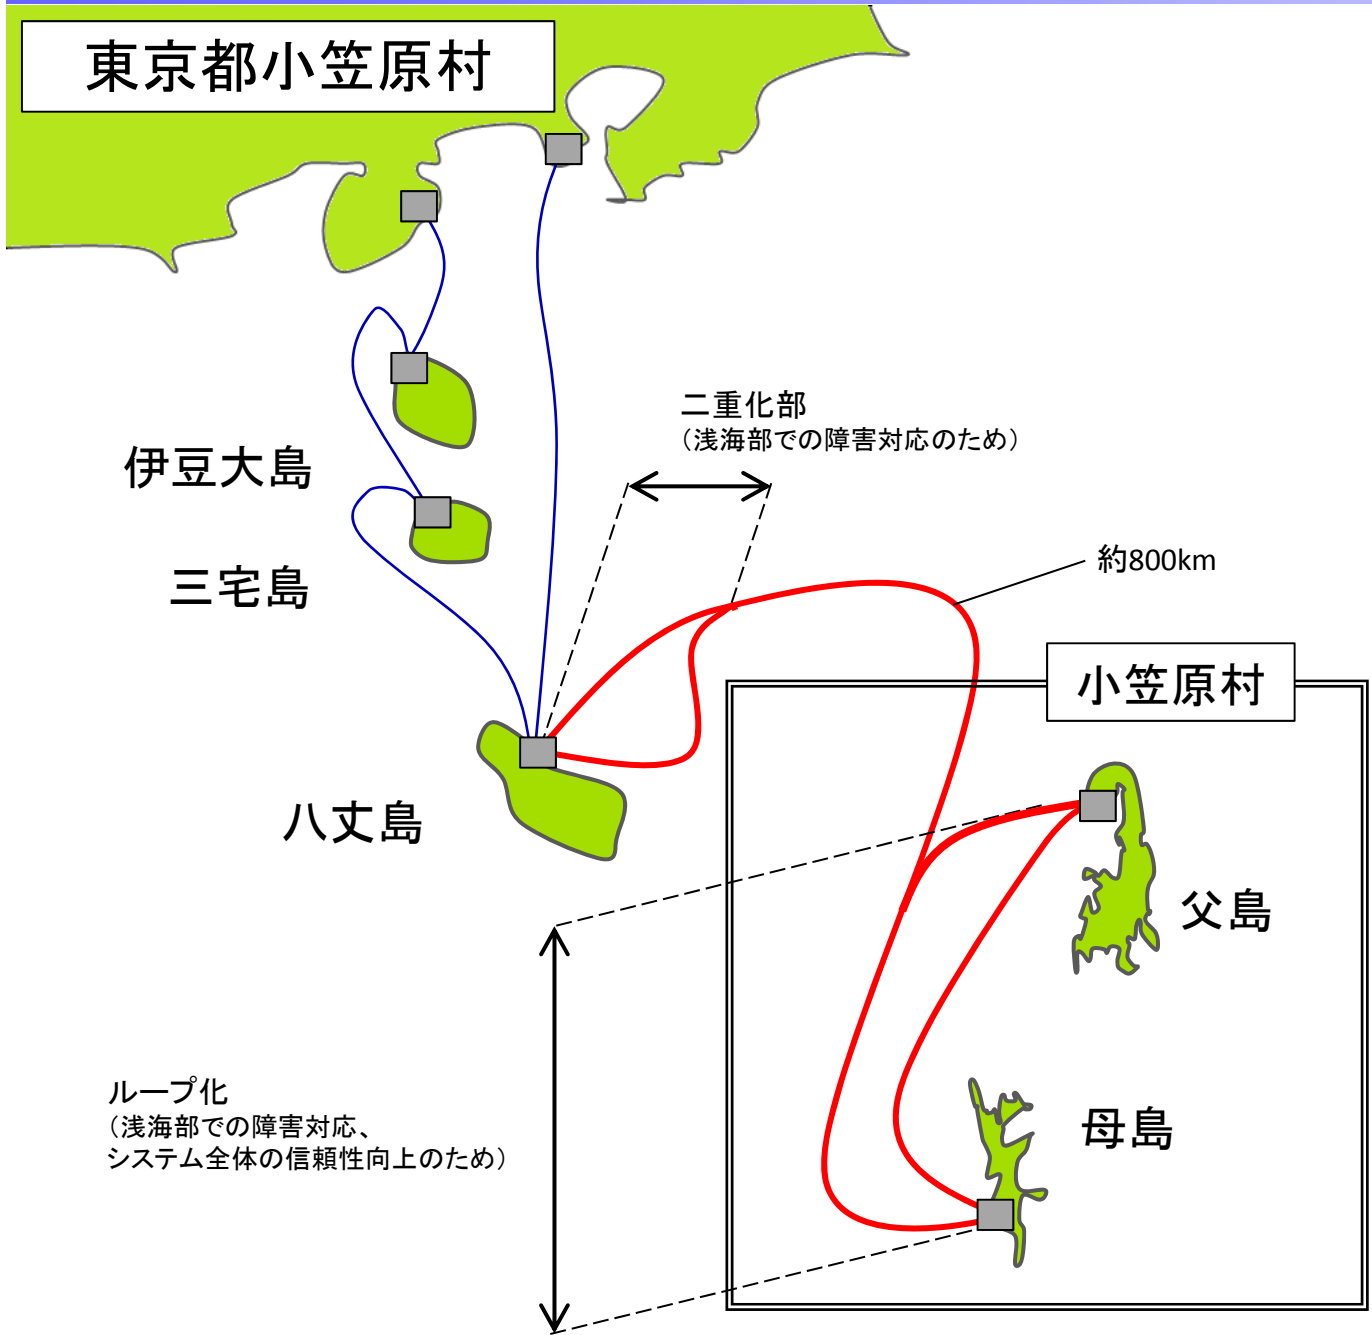 東京都小笠原村
二重化部
（浅海部での障害対応のため）
伊豆大島
約800km
三宅島
小笠原村
八丈島
父島
ループ化
（浅海部での障害対応、
システム全体の信頼性向上のため）
母島